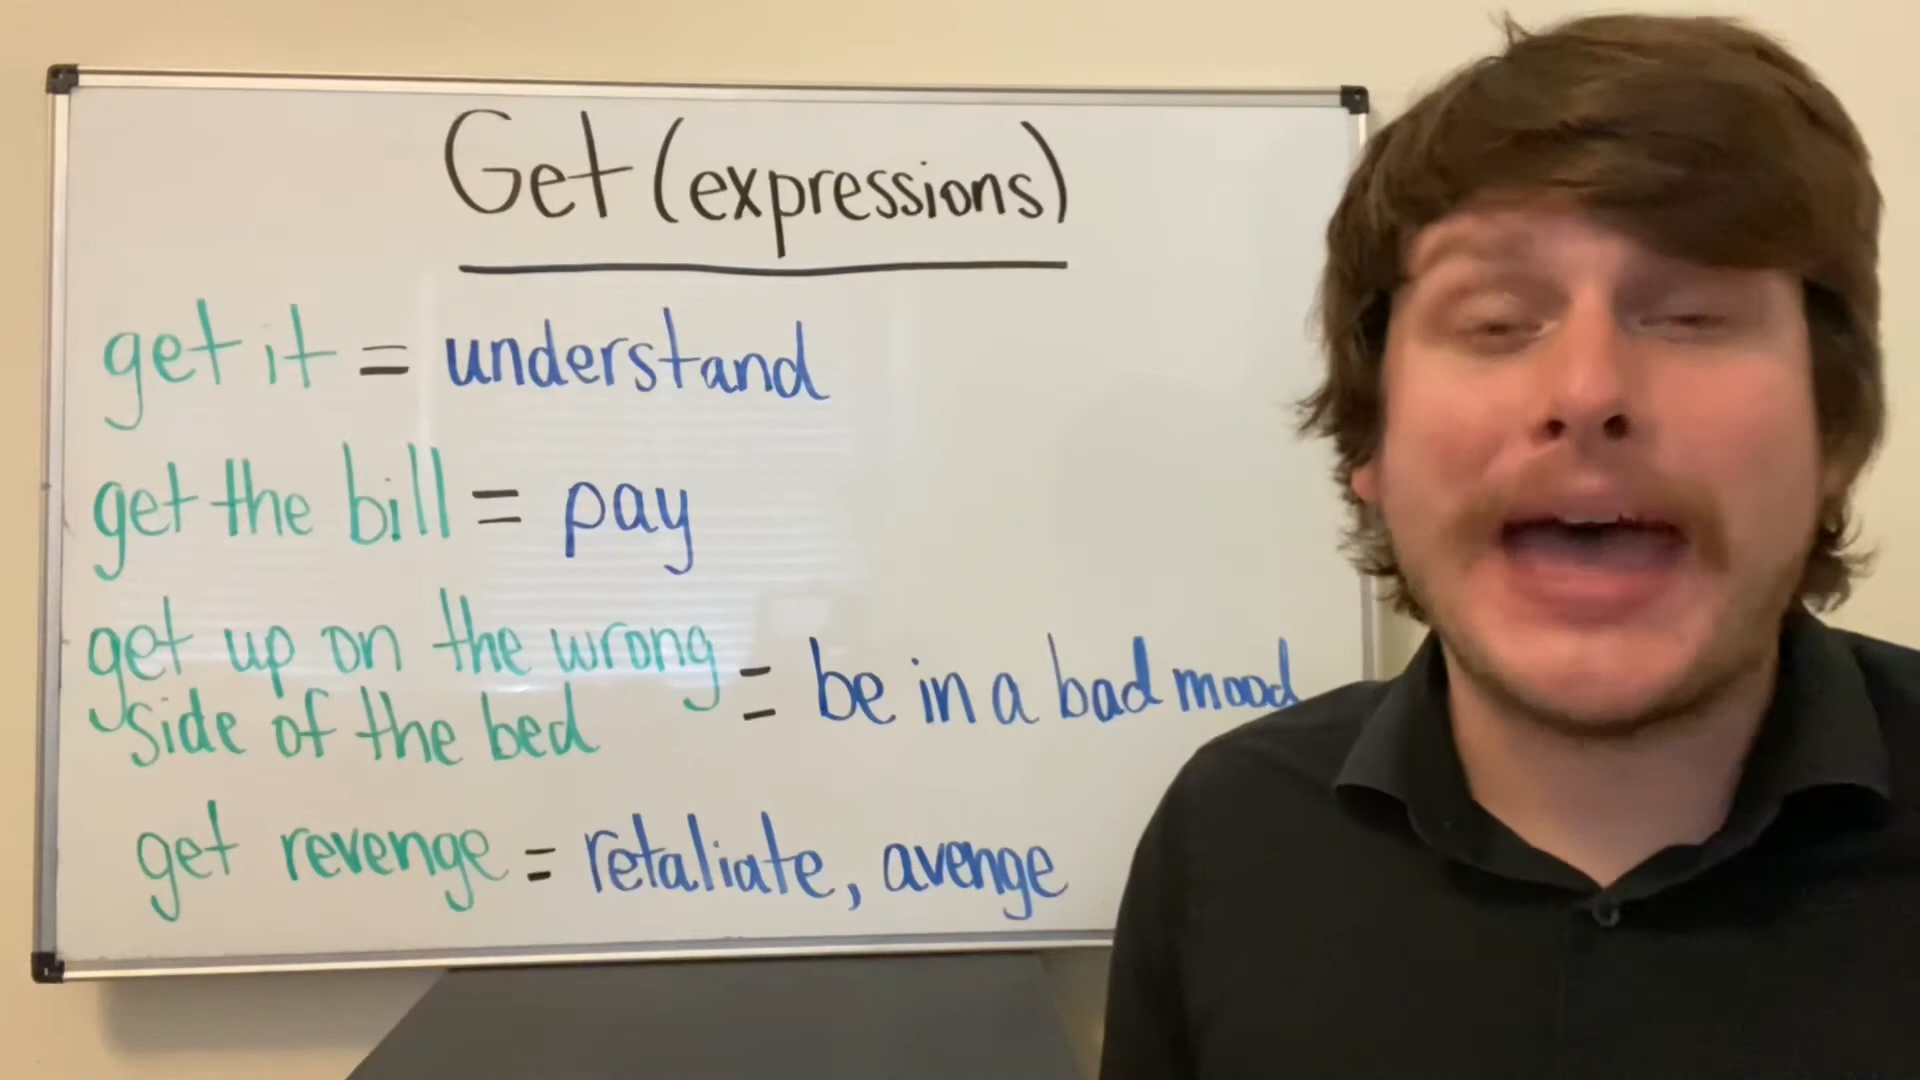 Get (expressions)
get it = understand
get the bill = pay
get up on the wrong
side of the bed = be in a bad mood
get revenge = retaliate, avenge